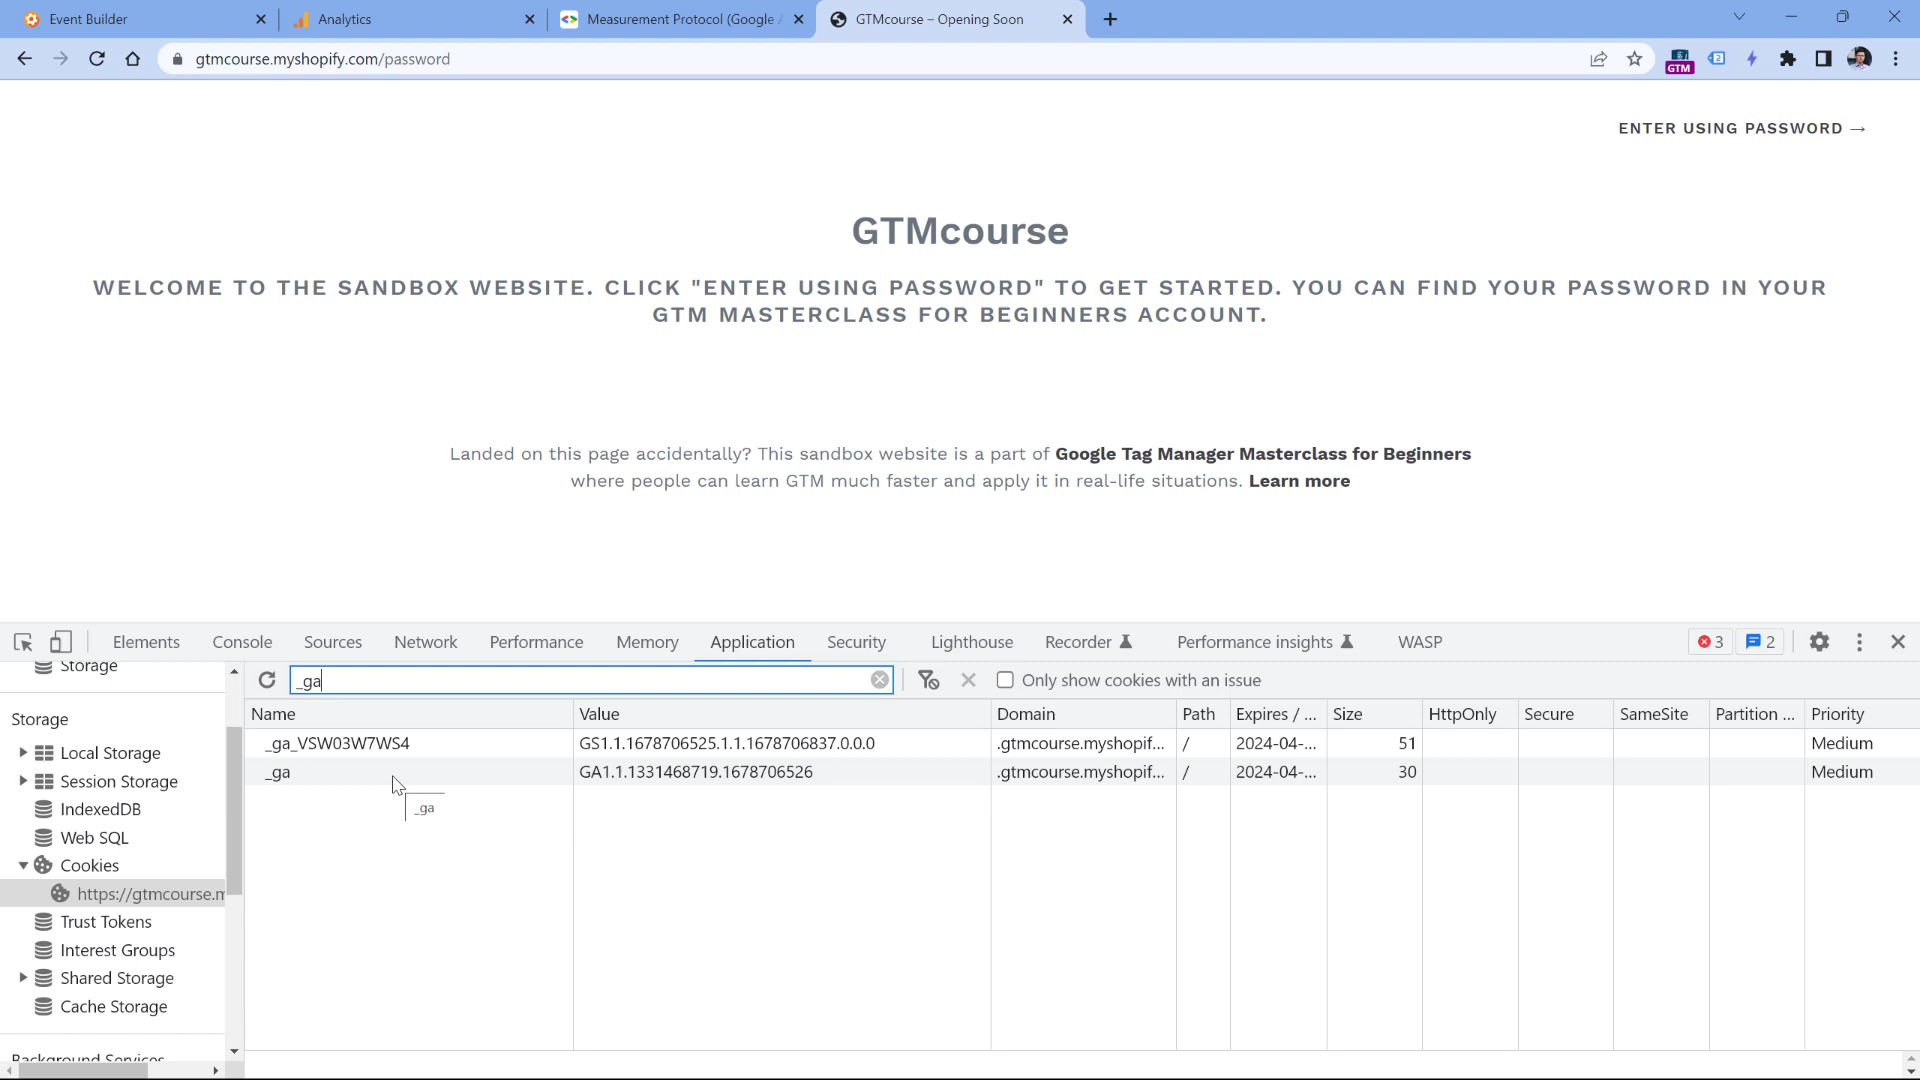 Event Builder
Analytics
Measurement Protocol (Google A
GTMcourse – Opening Soon
gtmcourse.myshopify.com/password
GTM
2
ENTER USING PASSWORD →
GTMcourse
WELCOME TO THE SANDBOX WEBSITE. CLICK "ENTER USING PASSWORD" TO GET STARTED. YOU CAN FIND YOUR PASSWORD IN YOUR
GTM MASTERCLASS FOR BEGINNERS ACCOUNT.
Landed on this page accidentally? This sandbox website is a part of Google Tag Manager Masterclass for Beginners
where people can learn GTM much faster and apply it in real-life situations. Learn more
Elements Console Sources Network Performance Memory Application Security Lighthouse Recorder Performance insights WASP 3 2
Storage
_ga
Only show cookies with an issue
Storage
Local Storage
Session Storage
IndexedDB
Web SQL
Cookies
https://gtmcourse.m
Trust Tokens
Interest Groups
Shared Storage
Cache Storage
Background Services
Name Value Domain Path Expires / ... Size HttpOnly Secure SameSite Partition ... Priority
_ga_VSW03W7WS4 GS1.1.1678706525.1.1.1678706837.0.0.0 .gtmcourse.myshopif... / 2024-04-... 51 Medium
_ga GA1.1.1331468719.1678706526 .gtmcourse.myshopif... / 2024-04-... 30 Medium
_ga